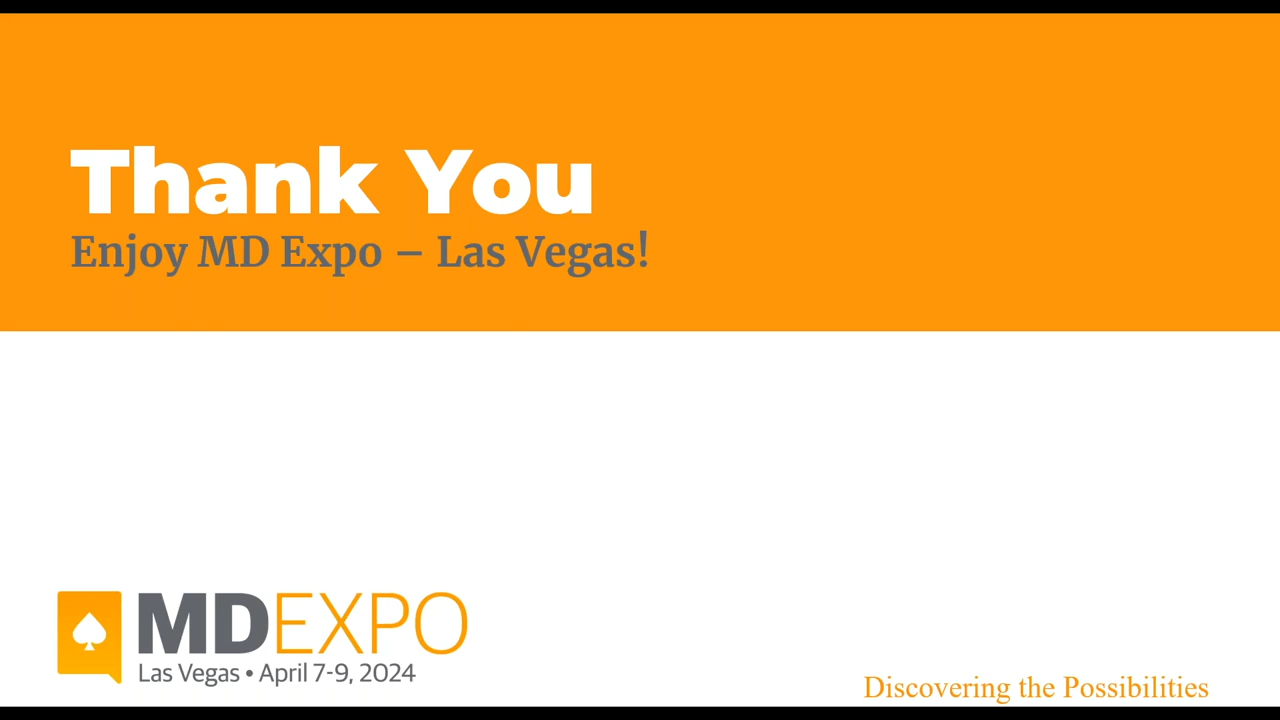 Thank You
Enjoy MD Expo – Las Vegas!
MDEXPO
Las Vegas • April 7-9, 2024
Discovering the Possibilities